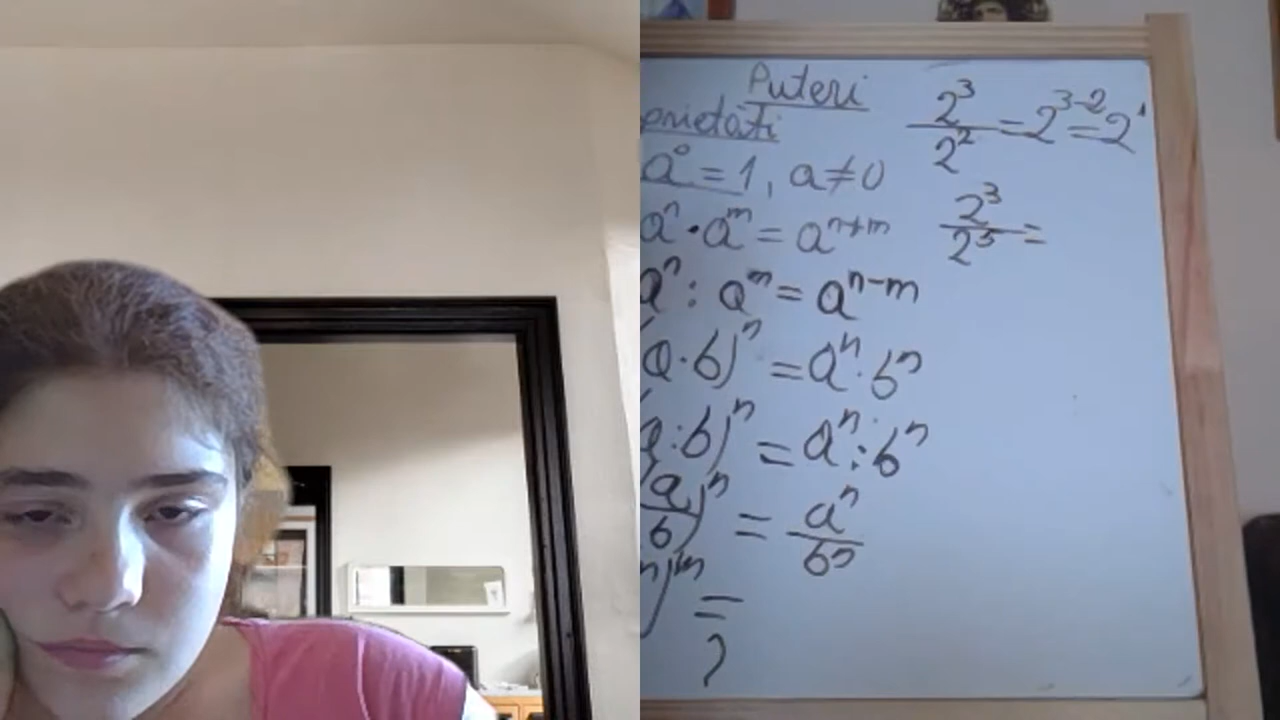 Puteri
prietăți
a⁰ = 1, a ≠ 0
aⁿ · aᵐ = aⁿ⁺ᵐ
aⁿ : aᵐ = aⁿ⁻ᵐ
(a · b)ⁿ = aⁿ · bⁿ
(a : b)ⁿ = aⁿ : bⁿ
(a/b)ⁿ = aⁿ/bⁿ
ⁿ)ᵐ =
?
2³/2² = 2³⁻² = 2¹
2³/2³ =